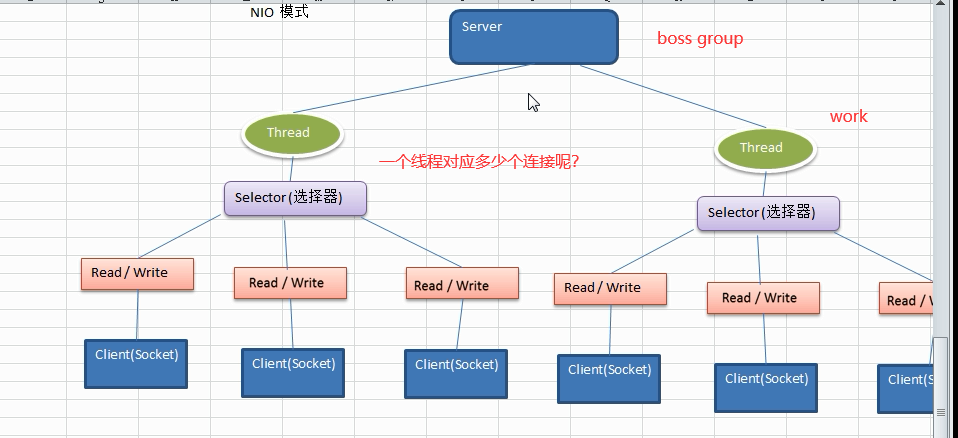 NIO 模式
Server
boss group
work
Thread
Thread
一个线程对应多少个连接呢?
Selector(选择器)
Selector(选择器)
Read / Write
Read / Write
Read / Write
Read / Write
Read / Write
Read /
Client(Socket)
Client(Socket)
Client(Socket)
Client(Socket)
Client(Socket)
Client(S